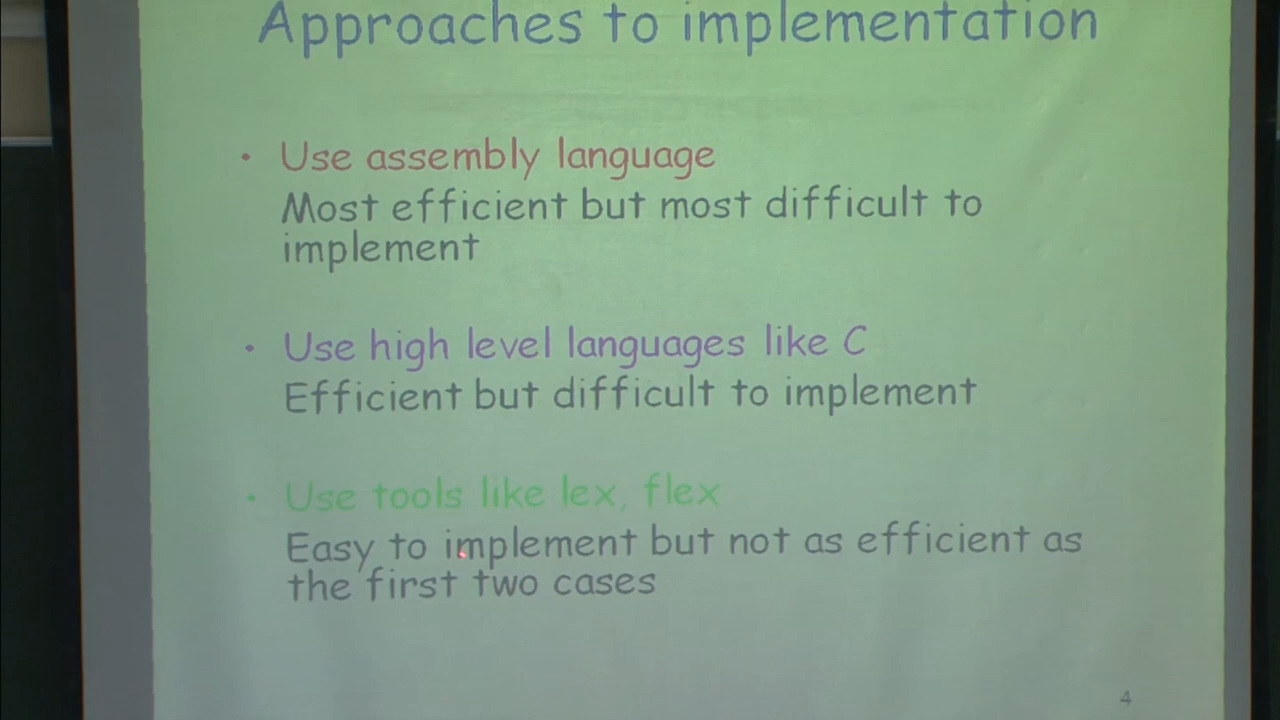 Approaches to implementation
• Use assembly language
Most efficient but most difficult to
implement
• Use high level languages like C
Efficient but difficult to implement
• Use tools like lex, flex
Easy to implement but not as efficient as
the first two cases
4